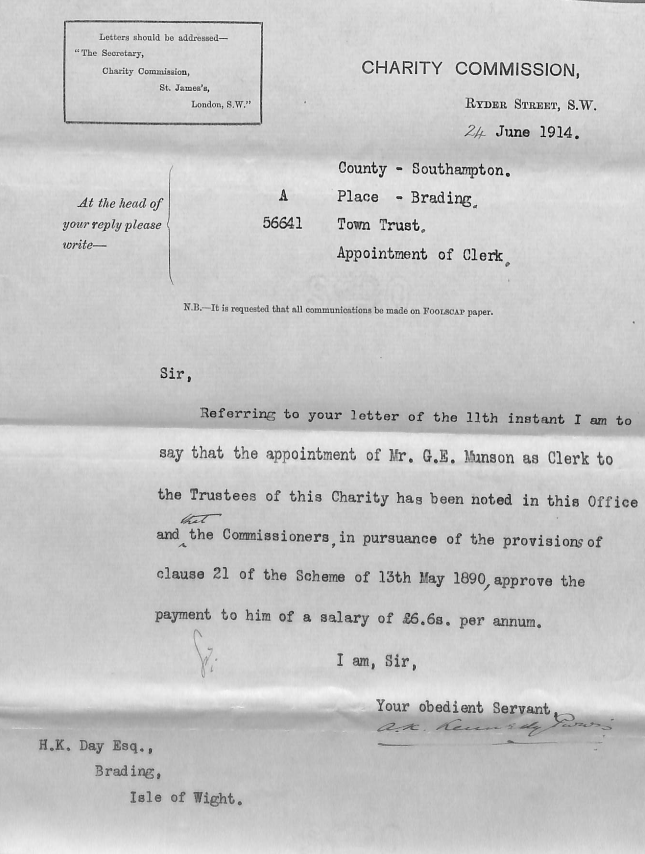 Letters should be addressed—
"The Secretary,
Charity Commission,
St. James's,
London, S.W."
CHARITY COMMISSION,
RYDER STREET, S.W.
24 June 1914.
At the head of
your reply please
write—
A
56641
County - Southampton.
Place - Brading.
Town Trust.
Appointment of Clerk.
N.B.—It is requested that all communications be made on FOOLSCAP paper.
Sir,
Referring to your letter of the 11th instant I am to
say that the appointment of Mr. G.E. Munson as Clerk to
the Trustees of this Charity has been noted in this Office
and that the Commissioners, in pursuance of the provisions of
clause 21 of the Scheme of 13th May 1890, approve the
payment to him of a salary of £6.6s. per annum.
I am, Sir,
Your obedient Servant,
A.K. Kennedy
H.K. Day Esq.,
Brading,
Isle of Wight.